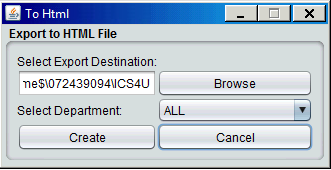 To Html
Export to HTML File
Select Export Destination:
me$\072439094\ICS4U
Browse
Select Department:
ALL
Create
Cancel